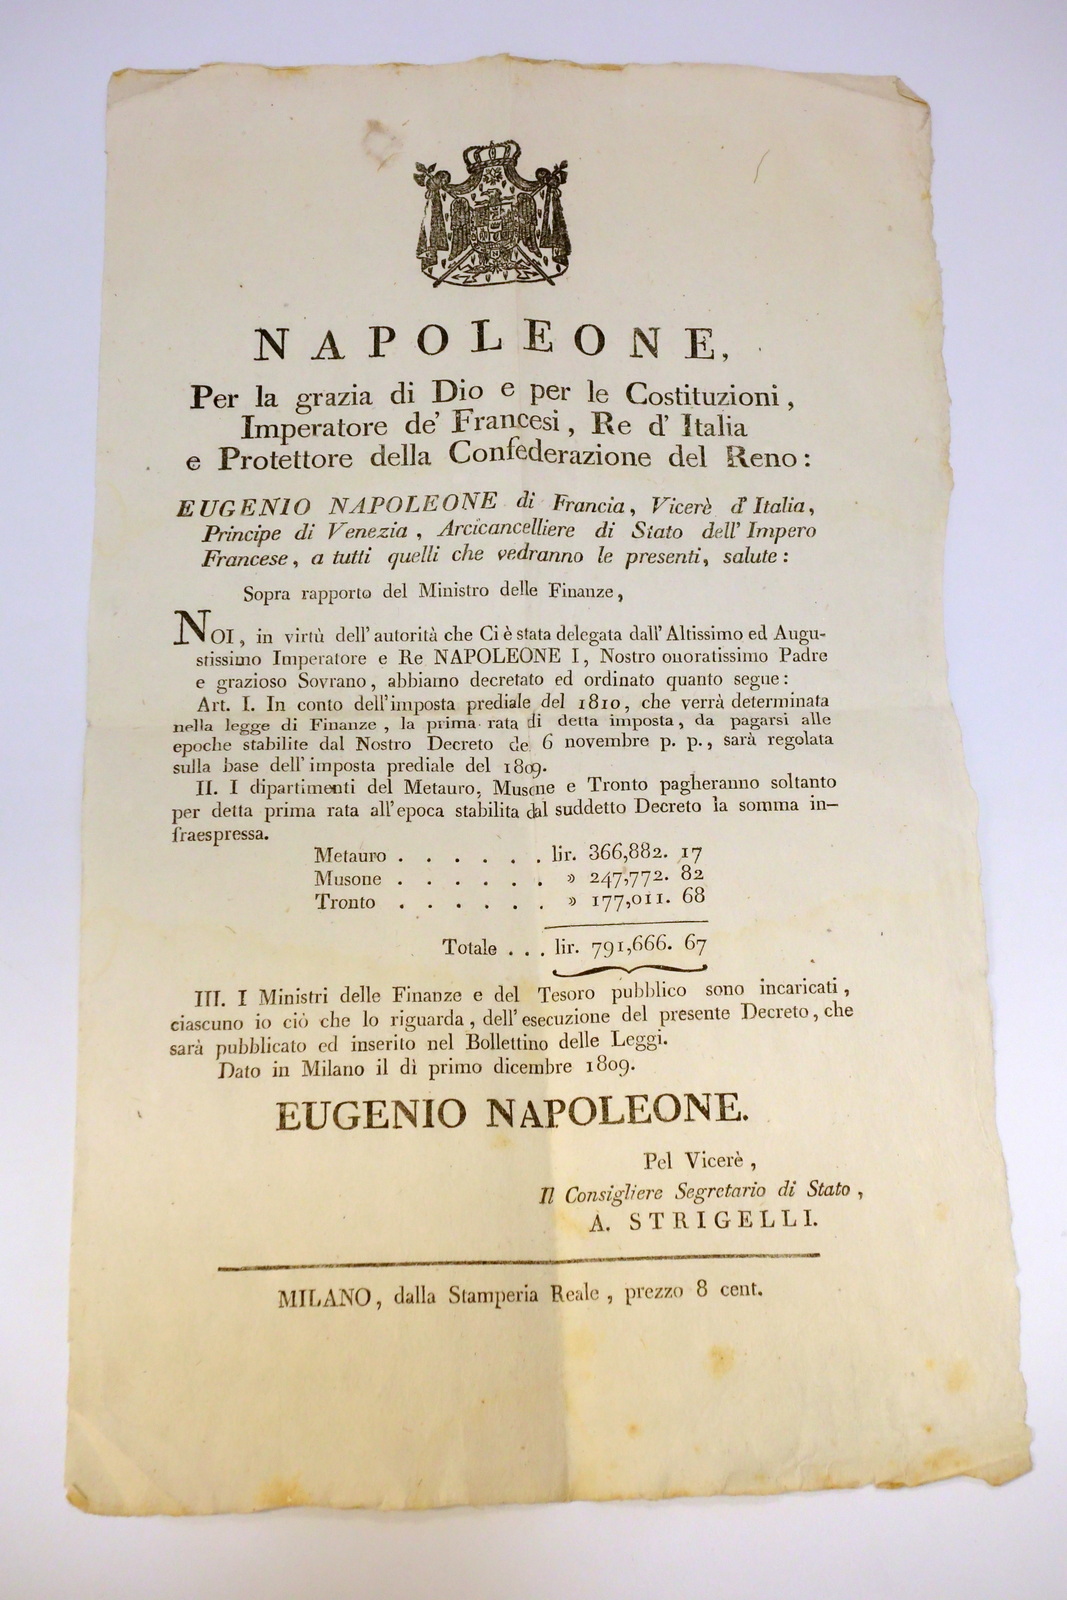 NAPOLEONE,
Per la grazia di Dio e per le Costituzioni,
Imperatore de' Francesi, Re d' Italia
e Protettore della Confederazione del Reno:
EUGENIO NAPOLEONE di Francia, Vicerè d'Italia,
Principe di Venezia, Arcicancelliere di Stato dell' Impero
Francese, a tutti quelli che vedranno le presenti, salute:
Sopra rapporto del Ministro delle Finanze,
NOI, in virtù dell' autorità che Ci è stata delegata dall' Altissimo ed Augu-
stissimo Imperatore e Re NAPOLEONE I, Nostro onoratissimo Padre
e grazioso Sovrano, abbiamo decretato ed ordinato quanto segue:
Art. I. In conto dell' imposta prediale del 1810, che verrà determinata
nella legge di Finanze, la prima rata di detta imposta, da pagarsi alle
epoche stabilite dal Nostro Decreto de 6 novembre p. p., sarà regolata
sulla base dell' imposta prediale del 1809.
II. I dipartimenti del Metauro, Musone e Tronto pagheranno soltanto
per detta prima rata all' epoca stabilita dal suddetto Decreto la somma in-
fraespressa.
Metauro . . . . . . lir. 366,882. 17
Musone . . . . . . » 247,772. 82
Tronto . . . . . . » 177,011. 68
Totale . . . lir. 791,666. 67
III. I Ministri delle Finanze e del Tesoro pubblico sono incaricati,
ciascuno io ciò che lo riguarda, dell' esecuzione del presente Decreto, che
sarà pubblicato ed inserito nel Bollettino delle Leggi.
Dato in Milano il dì primo dicembre 1809.
EUGENIO NAPOLEONE.
Pel Vicerè,
Il Consigliere Segretario di Stato,
A. STRIGELLI.
MILANO, dalla Stamperia Reale, prezzo 8 cent.